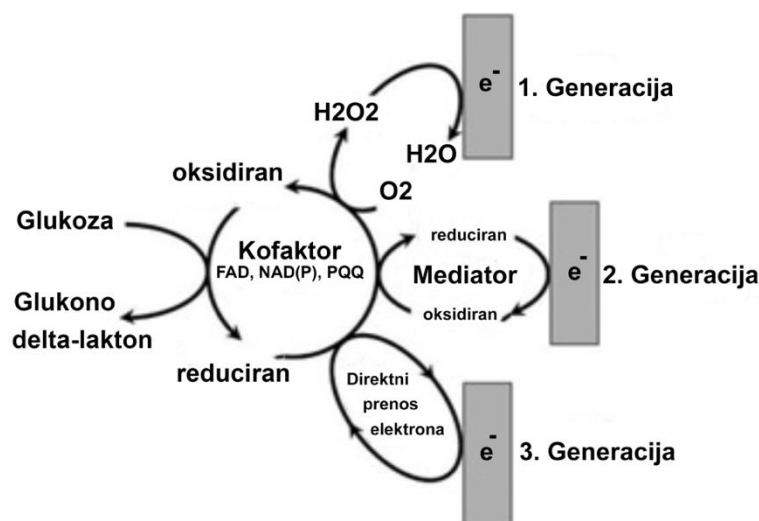 e-
1. Generacija
H2O2
H2O
O2
oksidiran
Glukoza
Kofaktor
FAD, NAD(P), PQQ
reduciran
Mediator
oksidiran
e-
2. Generacija
Glukono
delta-lakton
reduciran
Direktni
prenos
elektrona
e-
3. Generacija